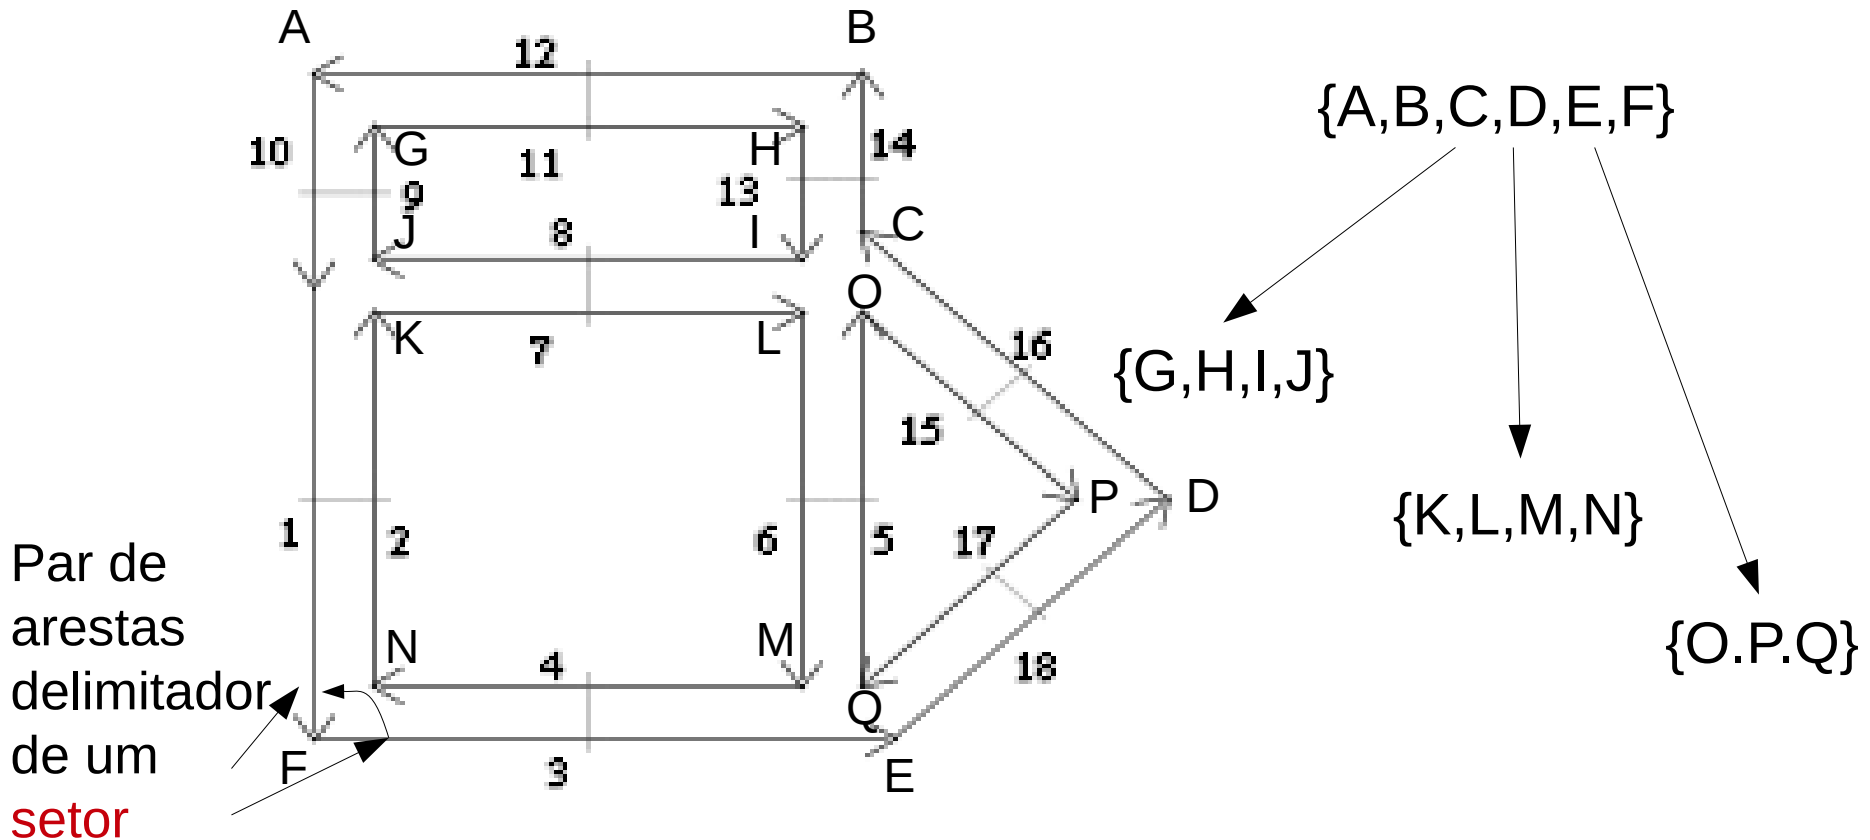 A
B
12
{A,B,C,D,E,F}
10
G
11
H
14
9
13
J
8
I
C
O
K
7
L
16
{G,H,I,J}
15
P
D
{K,L,M,N}
1
2
6
5
17
Par de
arestas
delimitador
de um
setor
N
4
M
18
{O.P.Q}
Q
F
3
E